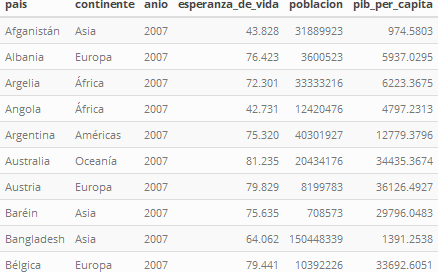 pais continente anio esperanza_de_vida poblacion pib_per_capita
Afganistán Asia 2007 43.828 31889923 974.5803
Albania Europa 2007 76.423 3600523 5937.0295
Argelia África 2007 72.301 33333216 6223.3675
Angola África 2007 42.731 12420476 4797.2313
Argentina Américas 2007 75.320 40301927 12779.3796
Australia Oceanía 2007 81.235 20434176 34435.3674
Austria Europa 2007 79.829 8199783 36126.4927
Baréin Asia 2007 75.635 708573 29796.0483
Bangladesh Asia 2007 64.062 150448339 1391.2538
Bélgica Europa 2007 79.441 10392226 33692.6051